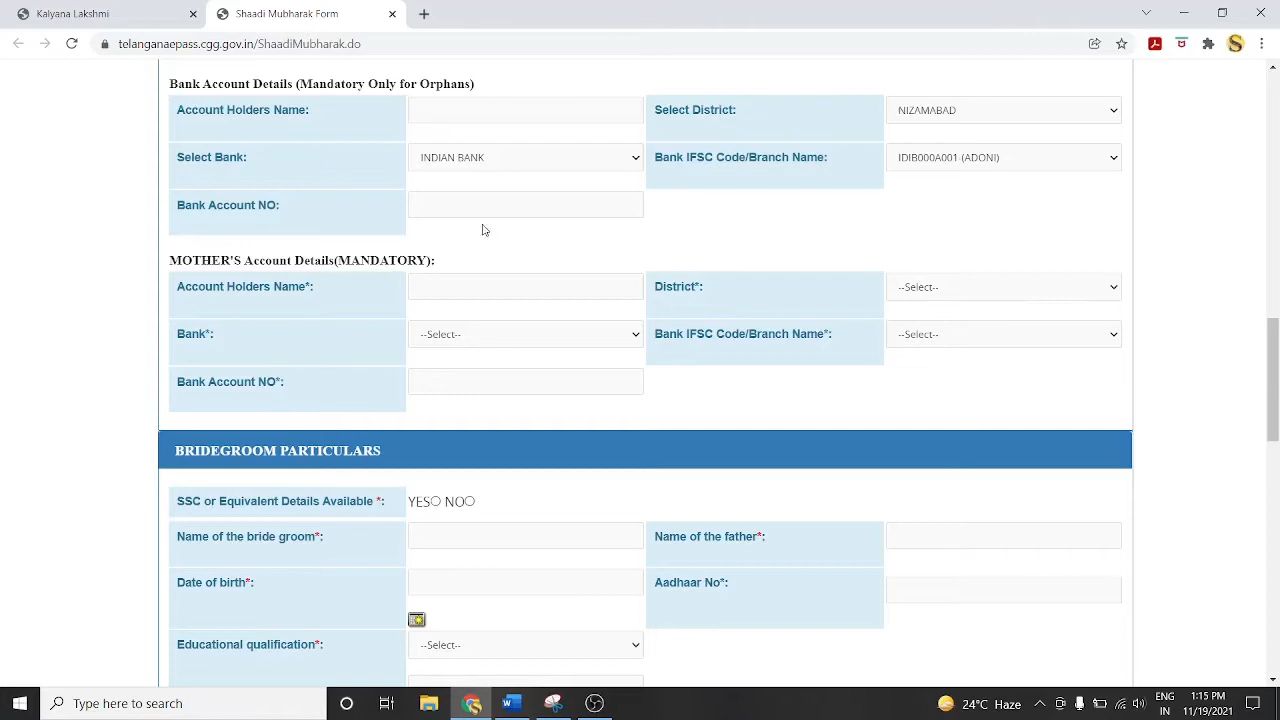 Kalyana Lakshmi
Shadimubharak Form
telanganaepass.cgg.gov.in/ShaadiMubharak.do
Bank Account Details (Mandatory Only for Orphans)
Account Holders Name: Select District: NIZAMABAD
Select Bank: INDIAN BANK Bank IFSC Code/Branch Name: IDIB000A001 (ADONI)
Bank Account NO:
MOTHER'S Account Details(MANDATORY):
Account Holders Name*: District*: --Select--
Bank*: --Select-- Bank IFSC Code/Branch Name*: --Select--
Bank Account NO*:
BRIDEGROOM PARTICULARS
SSC or Equivalent Details Available *: YES NO
Name of the bride groom*: Name of the father*:
Date of birth*: Aadhaar No*:
Educational qualification*: --Select--
Type here to search 24°C Haze ENG 1:15 PM
IN 11/19/2021